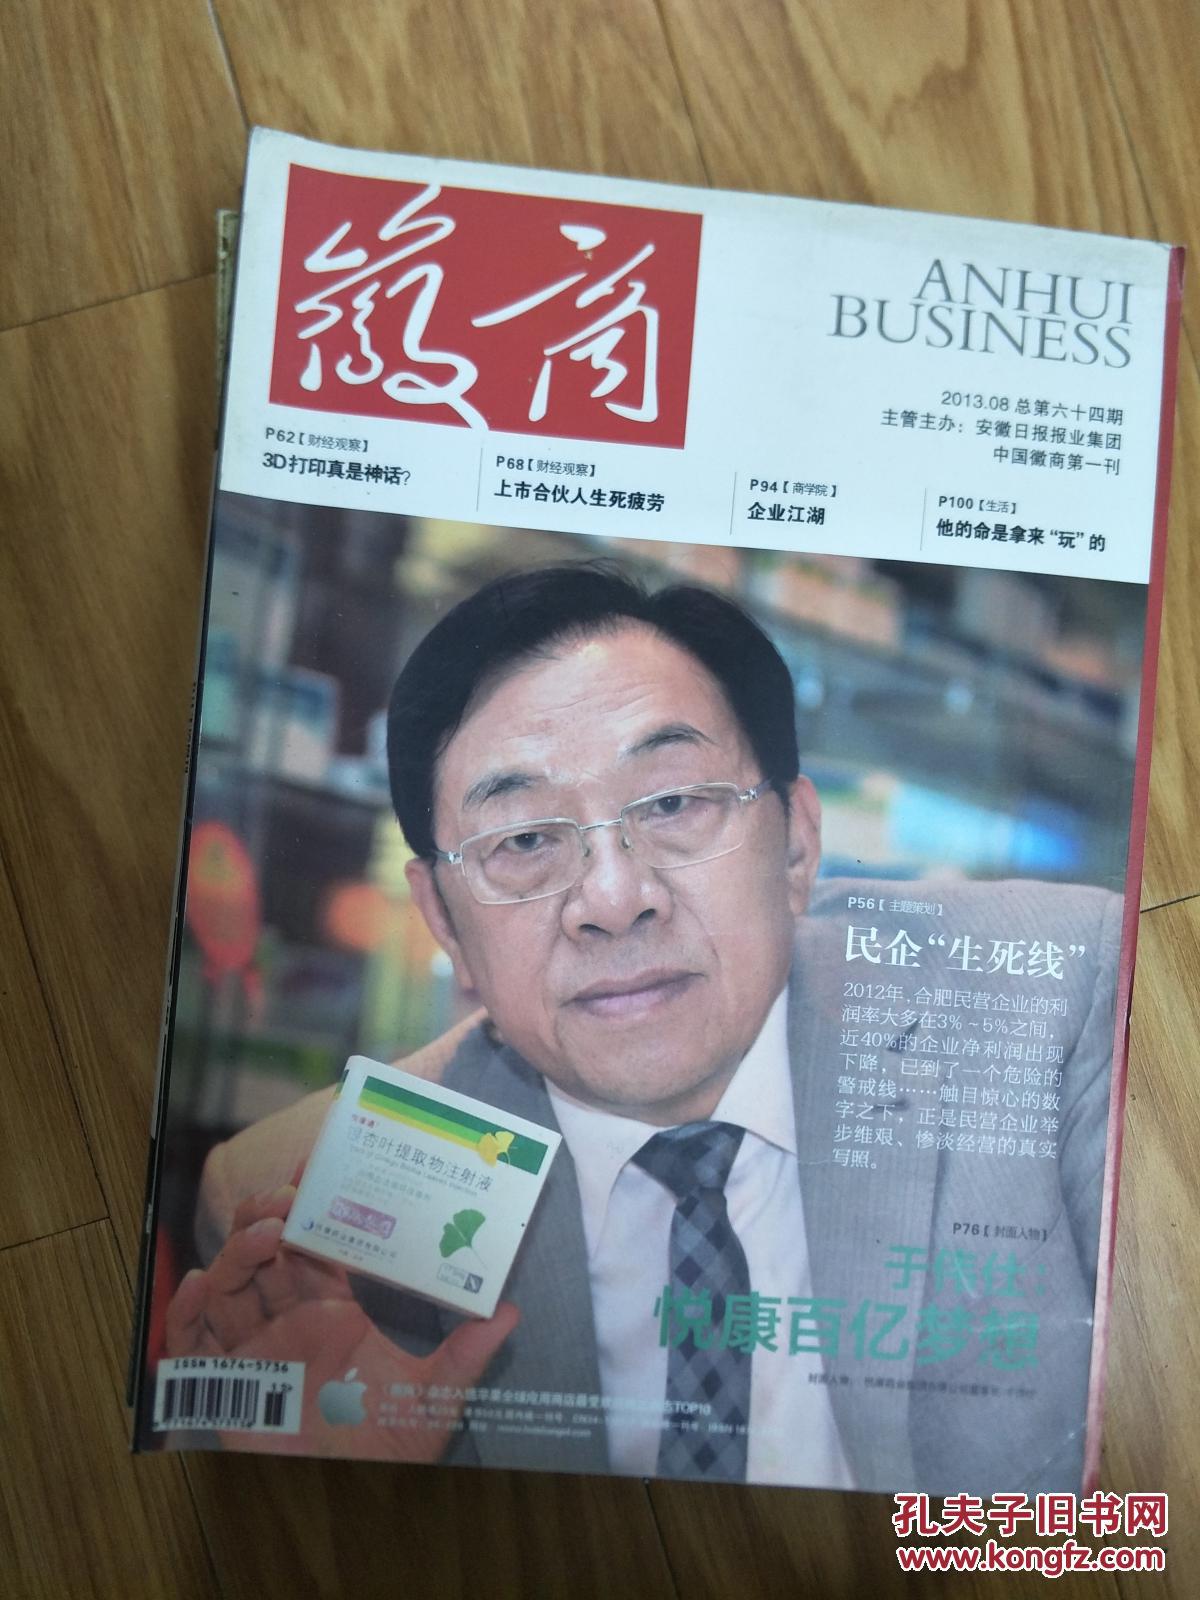 徽商
ANHUI
BUSINESS
2013.08 总第六十四期
主管主办：安徽日报报业集团
中国徽商第一刊
P62【财经观察】
3D打印真是神话？
P68【财经观察】
上市合伙人生死疲劳
P94【商学院】
企业江湖
P100【生活】
他的命是拿来“玩”的
P56【主题策划】
民企“生死线”
2012年，合肥民营企业的利
润率大多在3%～5%之间，
近40%的企业净利润出现
下降，已到了一个危险的
警戒线……触目惊心的数
字之下，正是民营企业举
步维艰、惨淡经营的真实
写照。
P76【封面人物】
于伟仕：
悦康百亿梦想
银杏叶提取物注射液
ISSN 1674-5736
孔夫子旧书网
www.kongfz.com